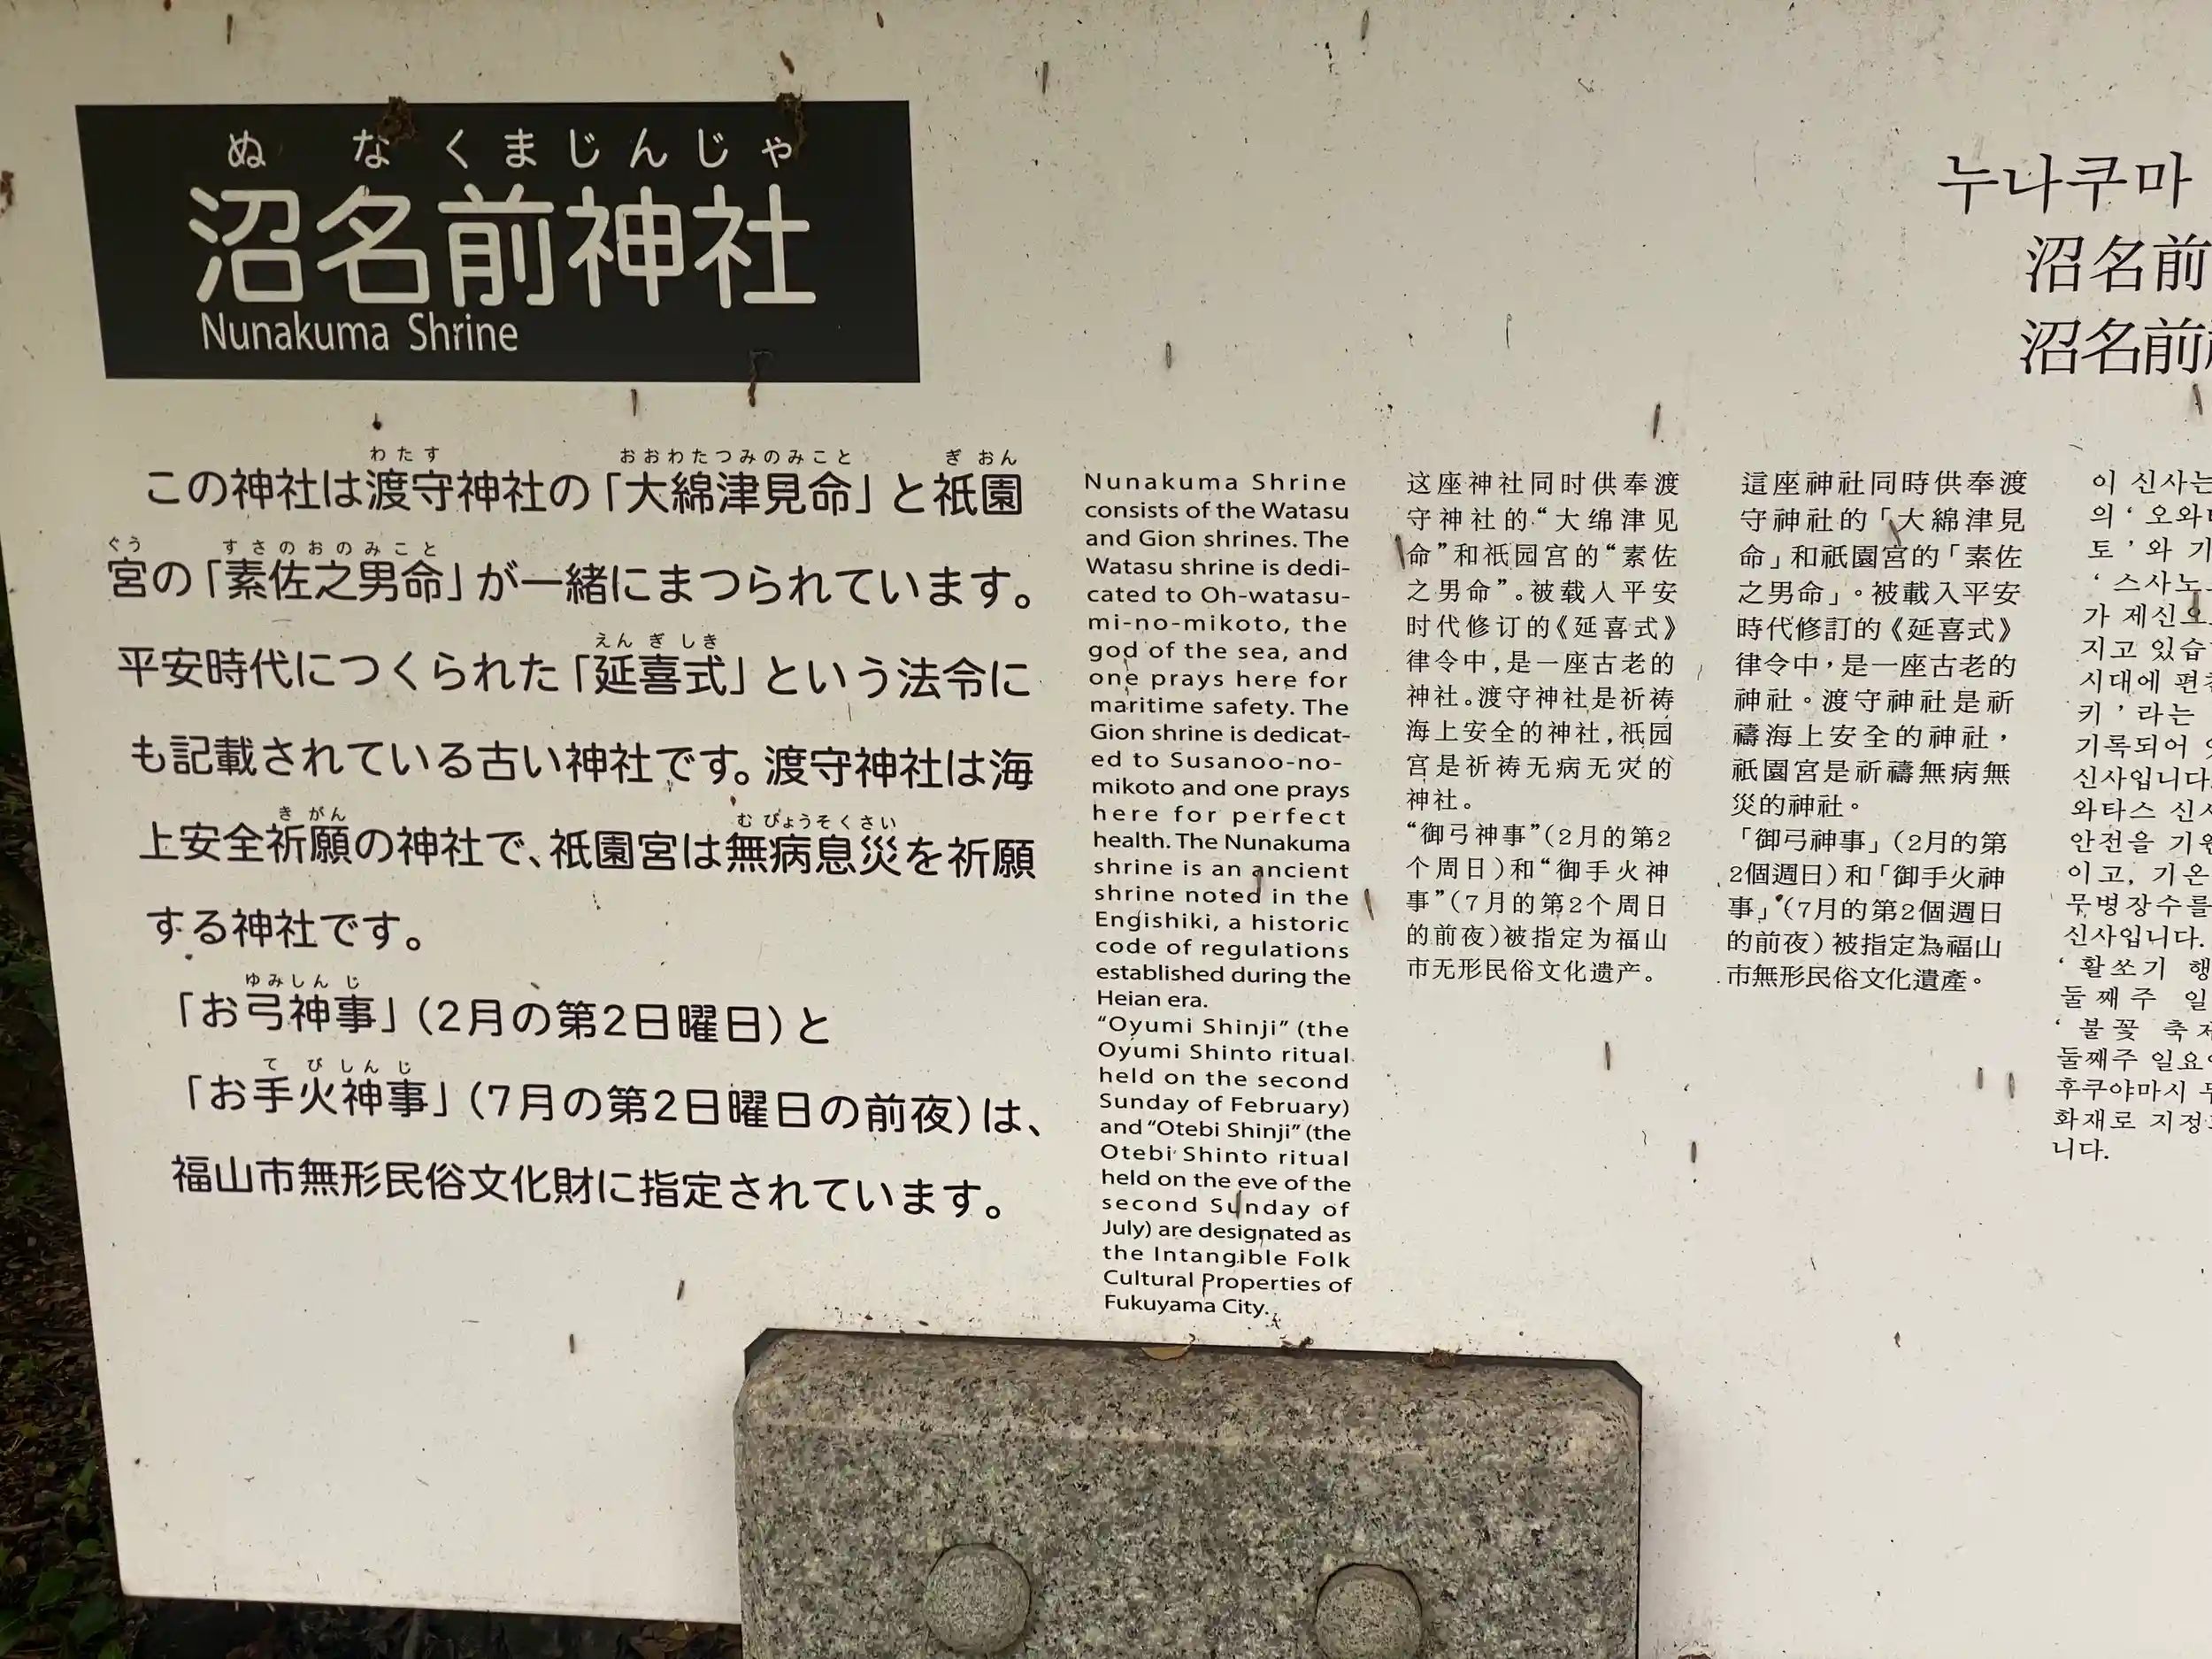 ぬなくまじんじゃ
沼名前神社
Nunakuma Shrine
누나쿠마
沼名前
沼名前
わたす おおわたつみのみこと ぎおん
この神社は渡守神社の「大綿津見命」と祇園
ぐう すさのおのみこと
宮の「素佐之男命」が一緒にまつられています。
えんぎしき
平安時代につくられた「延喜式」という法令に
も記載されている古い神社です。渡守神社は海
きがん むびょうそくさい
上安全祈願の神社で、祇園宮は無病息災を祈願
する神社です。
ゆみしんじ
「お弓神事」(2月の第2日曜日)と
てびしんじ
「お手火神事」(7月の第2日曜日の前夜)は、
福山市無形民俗文化財に指定されています。
Nunakuma Shrine
consists of the Watasu
and Gion shrines. The
Watasu shrine is dedi-
cated to Oh-watasu-
mi-no-mikoto, the
god of the sea, and
one prays here for
maritime safety. The
Gion shrine is dedicat-
ed to Susanoo-no-
mikoto and one prays
here for perfect
health. The Nunakuma
shrine is an ancient
shrine noted in the
Engishiki, a historic
code of regulations
established during the
Heian era.
“Oyumi Shinji” (the
Oyumi Shinto ritual
held on the second
Sunday of February)
and “Otebi Shinji” (the
Otebi Shinto ritual
held on the eve of the
second Sunday of
July) are designated as
the Intangible Folk
Cultural Properties of
Fukuyama City.
这座神社同时供奉渡
守神社的“大绵津见
命”和祇园宫的“素佐
之男命”。被载入平安
时代修订的《延喜式》
律令中,是一座古老的
神社。渡守神社是祈祷
海上安全的神社,祇园
宫是祈祷无病无灾的
神社。
“御弓神事”(2月的第2
个周日)和“御手火神
事”(7月的第2个周日
的前夜)被指定为福山
市无形民俗文化遗产。
這座神社同時供奉渡
守神社的「大綿津見
命」和祇園宮的「素佐
之男命」。被載入平安
時代修訂的《延喜式》
律令中，是一座古老的
神社。渡守神社是祈
禱海上安全的神社，
祇園宮是祈禱無病無
災的神社。
「御弓神事」(2月的第
2個週日)和「御手火神
事」(7月的第2個週日
的前夜)被指定為福山
市無形民俗文化遺產。
이 신사는
의 ‘ 오와
토 ’ 와 기
‘ 스사노
가 제신으
지고 있습
시대에 편
키 ’ 라는
기록되어
신사입니다.
와타스 신사
안전을 기원
이고, 기온
무병장수를
신사입니다.
‘ 활쏘기 행
둘째주 일
‘ 불꽃 축제
둘째주 일요
후쿠야마시
화재로 지정
니다.